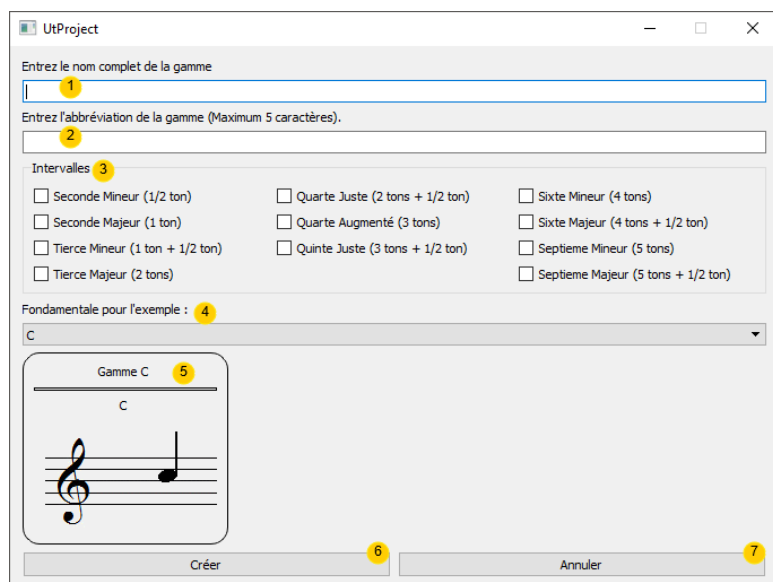 UtProject
Entrez le nom complet de la gamme
1
Entrez l'abbréviation de la gamme (Maximum 5 caractères).
2
Intervalles 3
Seconde Mineur (1/2 ton)
Seconde Majeur (1 ton)
Tierce Mineur (1 ton + 1/2 ton)
Tierce Majeur (2 tons)
Quarte Juste (2 tons + 1/2 ton)
Quarte Augmenté (3 tons)
Quinte Juste (3 tons + 1/2 ton)
Sixte Mineur (4 tons)
Sixte Majeur (4 tons + 1/2 ton)
Septieme Mineur (5 tons)
Septieme Majeur (5 tons + 1/2 ton)
Fondamentale pour l'exemple : 4
C
Gamme C 5
C
Créer 6
Annuler 7